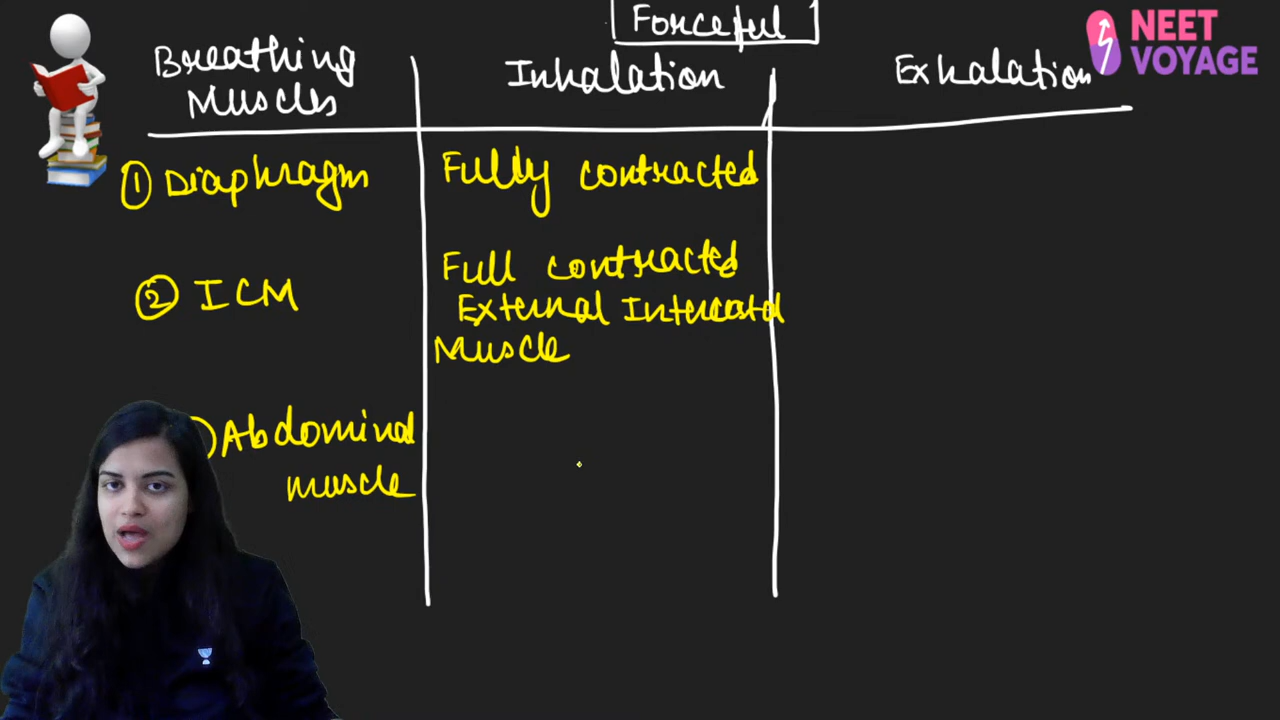 Forceful
NEET
VOYAGE
Breathing
Muscles
Inhalation
Exhalation
① Diaphragm
Fully contracted
② ICM
Full contracted
External Intercostal
Muscle
) Abdominal
muscle